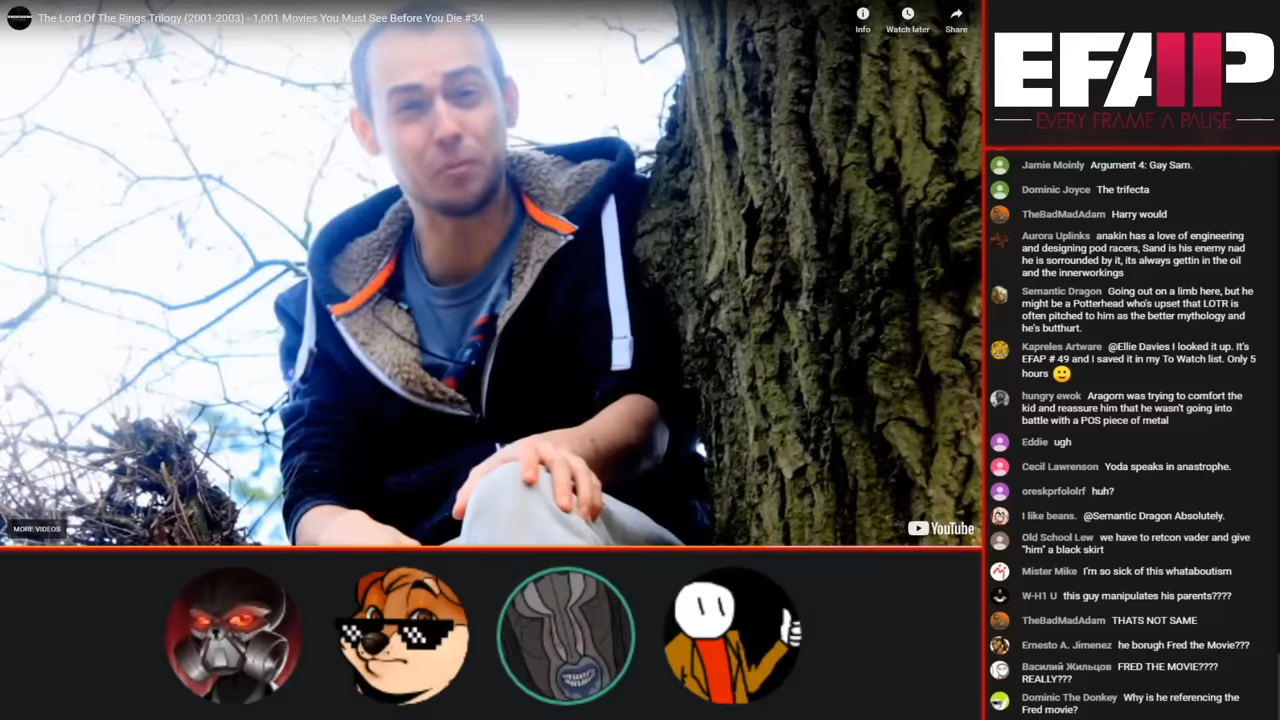 The Lord Of The Rings Trilogy (2001-2003) - 1,001 Movies You Must See Before You Die #34
Info
Watch later
Share
MORE VIDEOS
YouTube
EFAP
EVERY FRAME A PAUSE
Jamie Moinly Argument 4: Gay Sam.
Dominic Joyce The trifecta
TheBadMadAdam Harry would
Aurora Uplinks anakin has a love of engineering
and designing pod racers, Sand is his enemy nad
he is sorrounded by it, its always gettin in the oil
and the innerworkings
Semantic Dragon Going out on a limb here, but he
might be a Potterhead who's upset that LOTR is
often pitched to him as the better mythology and
he's butthurt.
Kapreles Artware @Ellie Davies I looked it up. It's
EFAP # 49 and I saved it in my To Watch list. Only 5
hours
hungry ewok Aragorn was trying to comfort the
kid and reassure him that he wasn't going into
battle with a POS piece of metal
Eddie ugh
Cecil Lawrenson Yoda speaks in anastrophe.
oreskprfololrf huh?
I like beans. @Semantic Dragon Absolutely.
Old School Lew we have to retcon vader and give
"him" a black skirt
Mister Mike I'm so sick of this whataboutism
W-H1 U this guy manipulates his parents????
TheBadMadAdam THATS NOT SAME
Ernesto A. Jimenez he borugh Fred the Movie???
Василий Жильцов FRED THE MOVIE????
REALLY???
Dominic The Donkey Why is he referencing the
Fred movie?